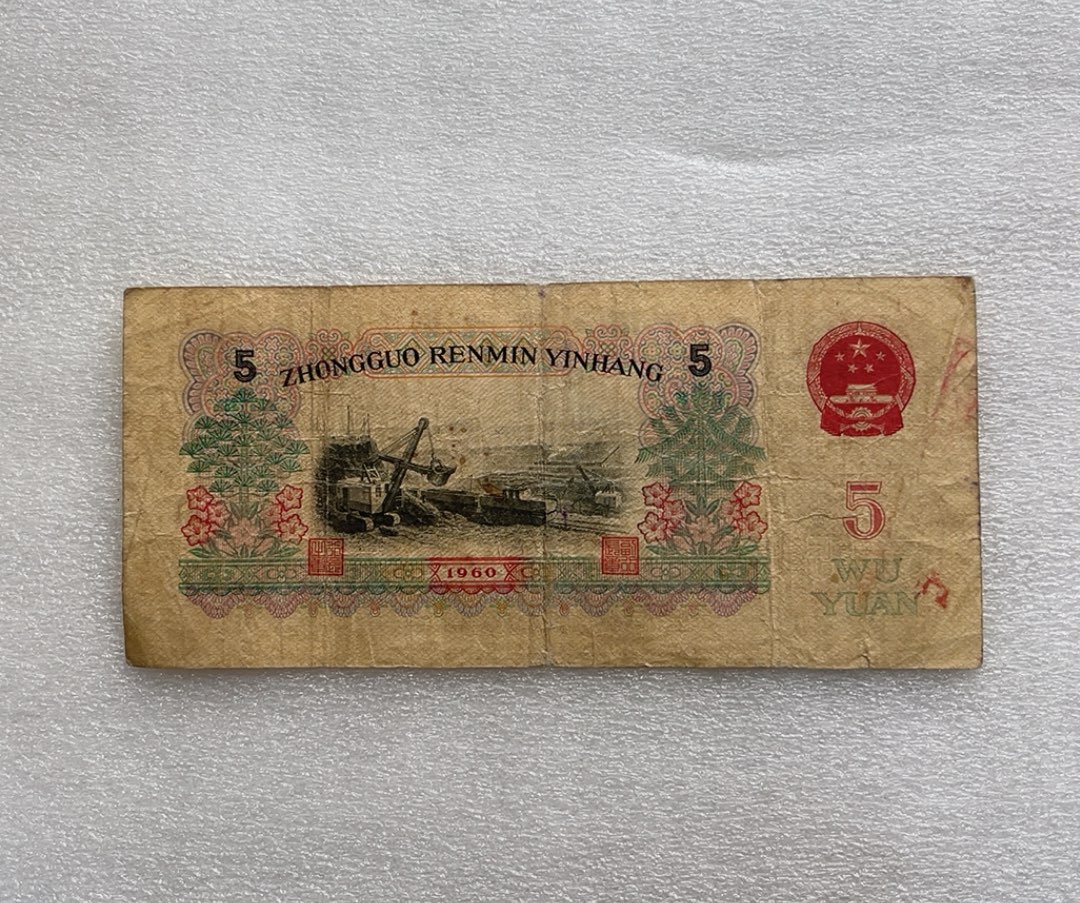 5 ZHONGGUO RENMIN YINHANG 5
1960
5
WU
YUAN